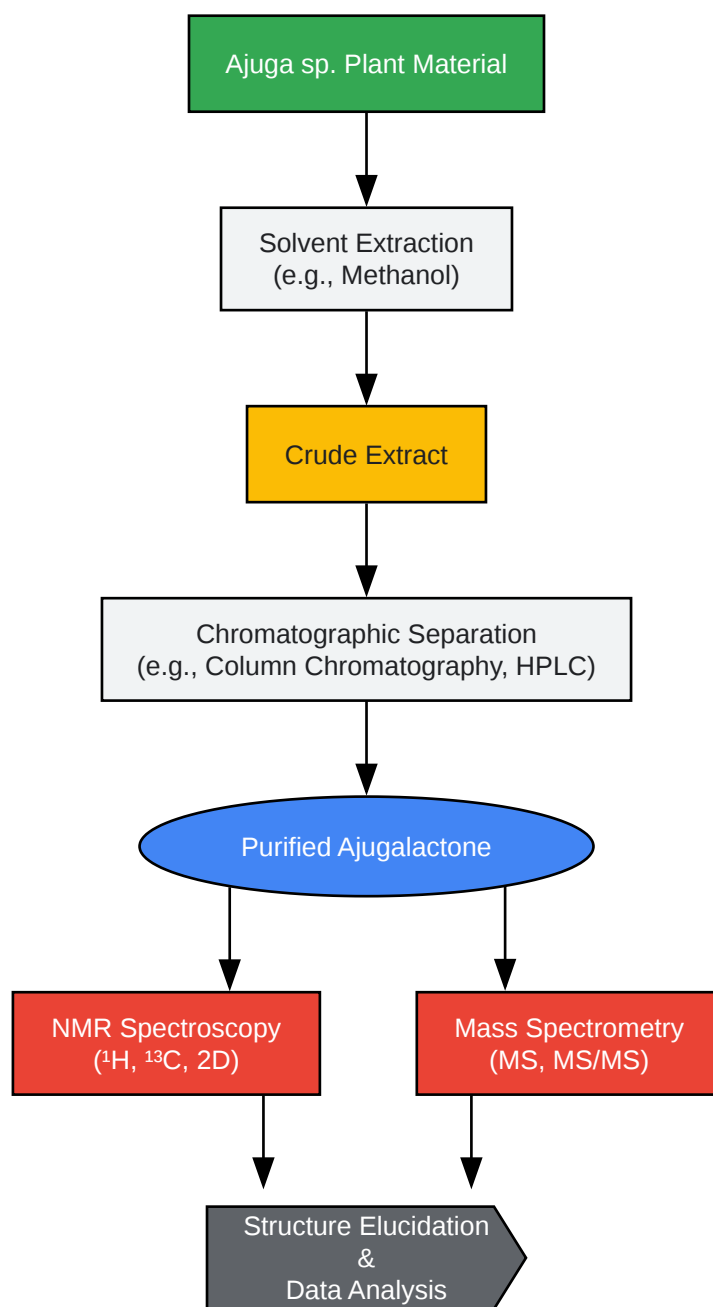 Ajuga sp. Plant Material
Solvent Extraction
(e.g., Methanol)
Crude Extract
Chromatographic Separation
(e.g., Column Chromatography, HPLC)
Purified Ajugalactone
NMR Spectroscopy
(¹H, ¹³C, 2D)
Mass Spectrometry
(MS, MS/MS)
Structure Elucidation
&
Data Analysis